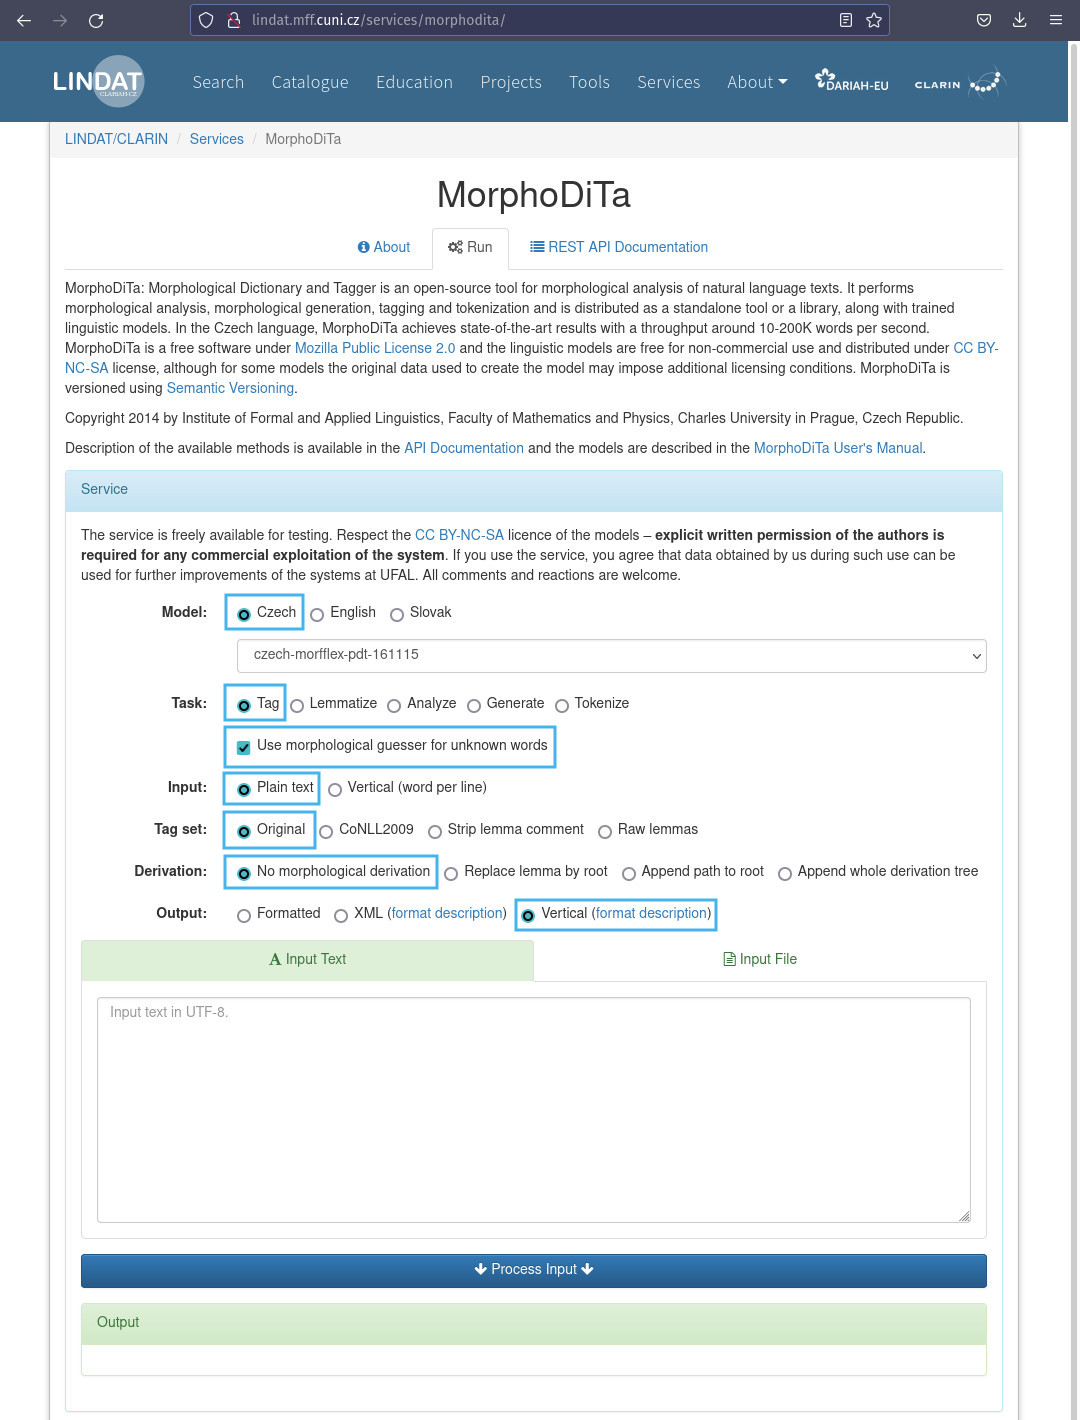 lindat.mff.cuni.cz/services/morphodita/
LINDAT
CLARIAH-CZ
Search Catalogue Education Projects Tools Services About DARIAH-EU CLARIN
LINDAT/CLARIN / Services / MorphoDiTa
MorphoDiTa
About Run REST API Documentation
MorphoDiTa: Morphological Dictionary and Tagger is an open-source tool for morphological analysis of natural language texts. It performs
morphological analysis, morphological generation, tagging and tokenization and is distributed as a standalone tool or a library, along with trained
linguistic models. In the Czech language, MorphoDiTa achieves state-of-the-art results with a throughput around 10-200K words per second.
MorphoDiTa is a free software under Mozilla Public License 2.0 and the linguistic models are free for non-commercial use and distributed under CC BY-
NC-SA license, although for some models the original data used to create the model may impose additional licensing conditions. MorphoDiTa is
versioned using Semantic Versioning.
Copyright 2014 by Institute of Formal and Applied Linguistics, Faculty of Mathematics and Physics, Charles University in Prague, Czech Republic.
Description of the available methods is available in the API Documentation and the models are described in the MorphoDiTa User's Manual.
Service
The service is freely available for testing. Respect the CC BY-NC-SA licence of the models – explicit written permission of the authors is
required for any commercial exploitation of the system. If you use the service, you agree that data obtained by us during such use can be
used for further improvements of the systems at UFAL. All comments and reactions are welcome.
Model: Czech English Slovak
czech-morfflex-pdt-161115
Task: Tag Lemmatize Analyze Generate Tokenize
Use morphological guesser for unknown words
Input: Plain text Vertical (word per line)
Tag set: Original CoNLL2009 Strip lemma comment Raw lemmas
Derivation: No morphological derivation Replace lemma by root Append path to root Append whole derivation tree
Output: Formatted XML (format description) Vertical (format description)
Input Text Input File
Input text in UTF-8.
Process Input
Output